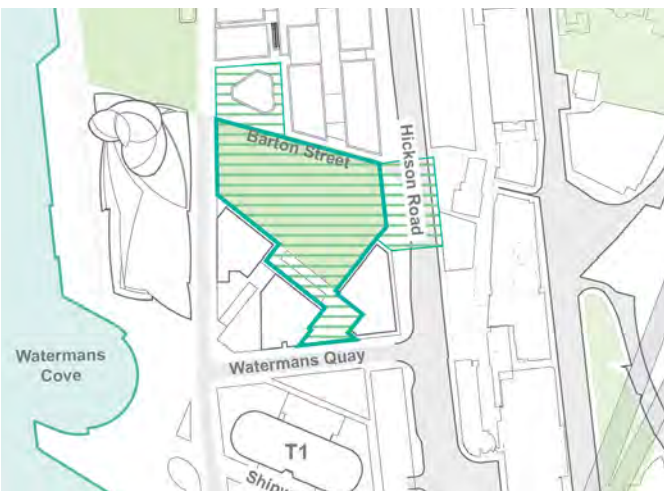 Barton Street
Hickson Road
Watermans
Cove
Watermans Quay
T1